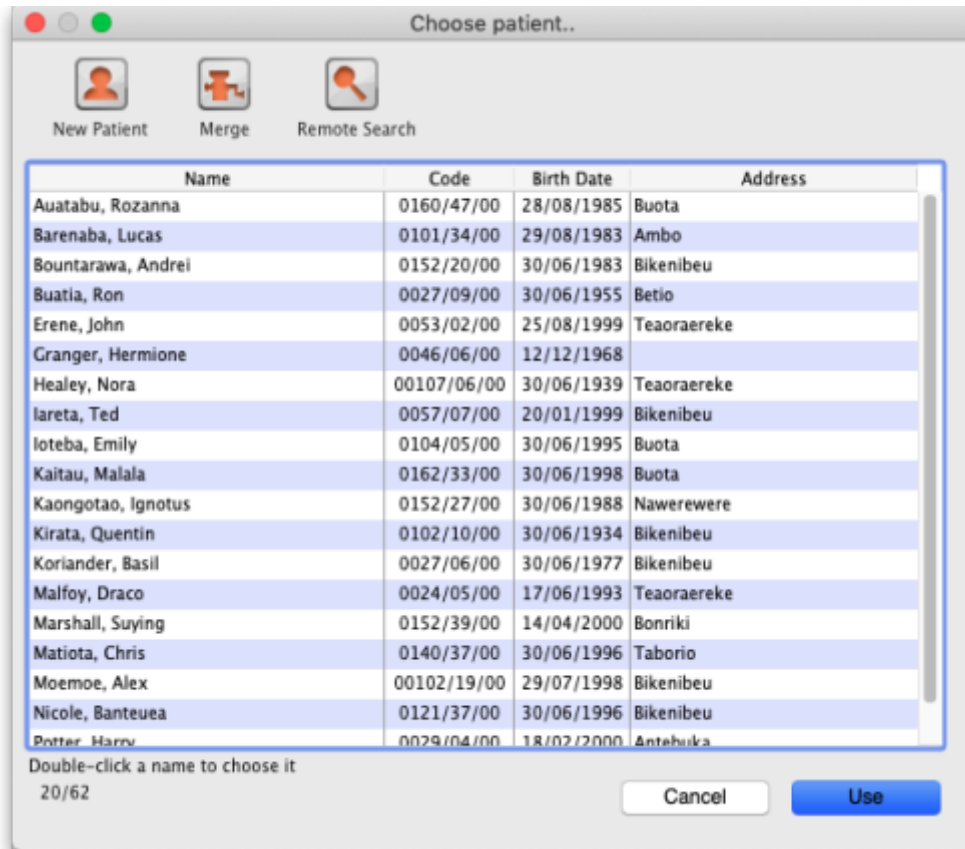 Choose patient..
New Patient Merge Remote Search
Name Code Birth Date Address
Auatabu, Rozanna 0160/47/00 28/08/1985 Buota
Barenaba, Lucas 0101/34/00 29/08/1983 Ambo
Bountarawa, Andrei 0152/20/00 30/06/1983 Bikenibeu
Buatia, Ron 0027/09/00 30/06/1955 Betio
Erene, John 0053/02/00 25/08/1999 Teaoraereke
Granger, Hermione 0046/06/00 12/12/1968
Healey, Nora 00107/06/00 30/06/1939 Teaoraereke
Iareta, Ted 0057/07/00 20/01/1999 Bikenibeu
Ioteba, Emily 0104/05/00 30/06/1995 Buota
Kaitau, Malala 0162/33/00 30/06/1998 Buota
Kaongotao, Ignotus 0152/27/00 30/06/1988 Nawerewere
Kirata, Quentin 0102/10/00 30/06/1934 Bikenibeu
Koriander, Basil 0027/06/00 30/06/1977 Bikenibeu
Malfoy, Draco 0024/05/00 17/06/1993 Teaoraereke
Marshall, Suying 0152/39/00 14/04/2000 Bonriki
Matiota, Chris 0140/37/00 30/06/1996 Taborio
Moemoe, Alex 00102/19/00 29/07/1998 Bikenibeu
Nicole, Banteuea 0121/37/00 30/06/1996 Bikenibeu
Potter, Harry 0029/04/00 18/02/2000 Antebuka
Double-click a name to choose it
20/62
Cancel Use